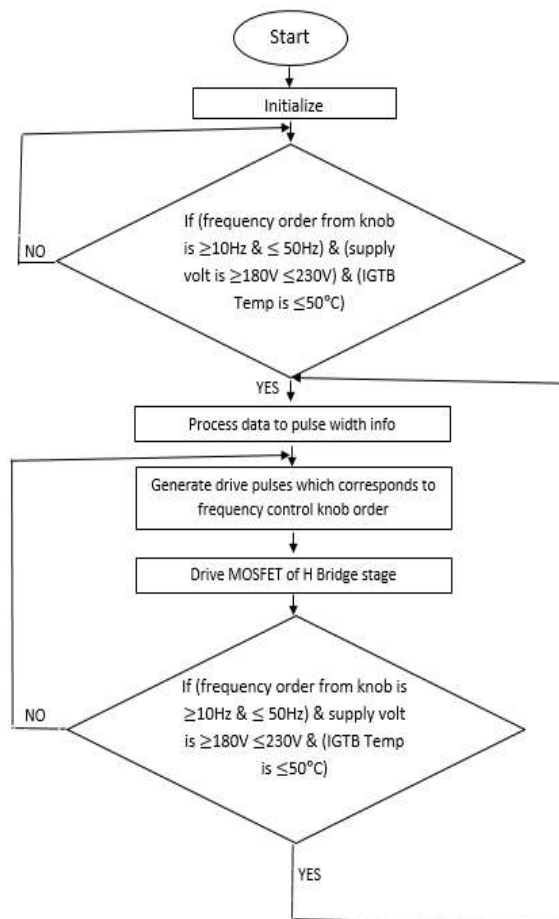 Start
Initialize
If (frequency order from knob
is ≥10Hz & ≤ 50Hz) & (supply
volt is ≥180V ≤230V) & (IGTB
Temp is ≤50°C)
NO
YES
Process data to pulse width info
Generate drive pulses which corresponds to
frequency control knob order
Drive MOSFET of H Bridge stage
If (frequency order from knob is
≥10Hz & ≤ 50Hz) & supply volt
is ≥180V ≤230V & (IGTB Temp
is ≤50°C)
NO
YES